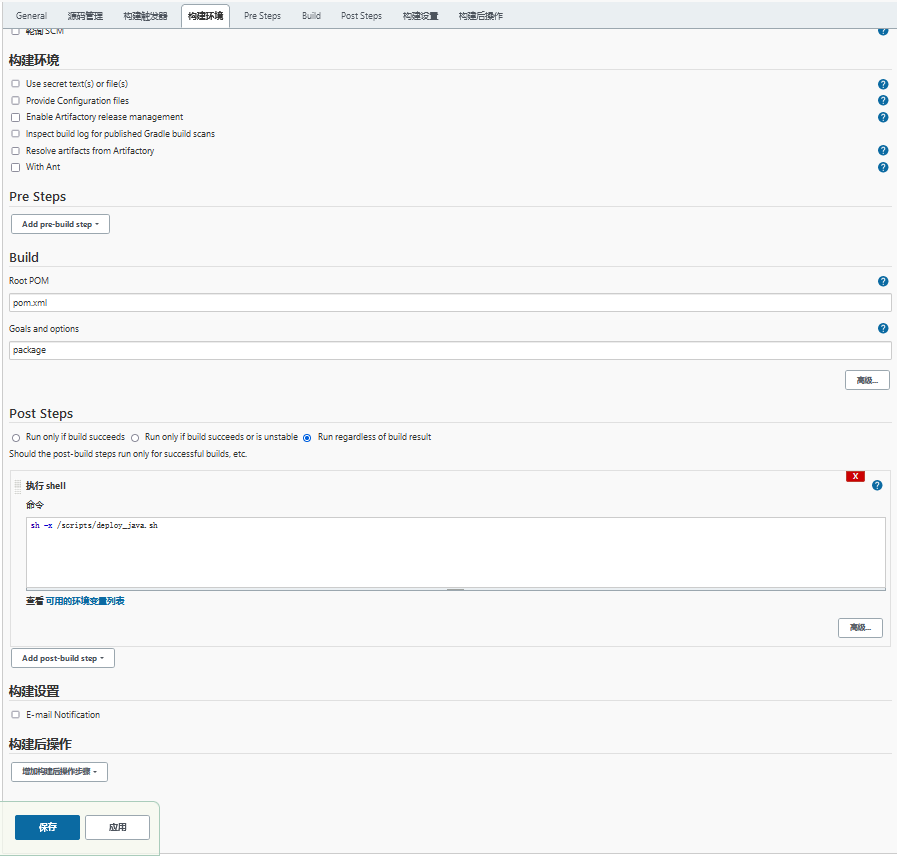 General 源码管理 构建触发器 构建环境 Pre Steps Build Post Steps 构建设置 构建后操作
轮询 SCM
构建环境
Use secret text(s) or file(s)
Provide Configuration files
Enable Artifactory release management
Inspect build log for published Gradle build scans
Resolve artifacts from Artifactory
With Ant
Pre Steps
Add pre-build step
Build
Root POM
pom.xml
Goals and options
package
高级...
Post Steps
Run only if build succeeds Run only if build succeeds or is unstable Run regardless of build result
Should the post-build steps run only for successful builds, etc.
X
执行 shell
命令
sh -x /scripts/deploy_java.sh
查看 可用的环境变量列表
高级...
Add post-build step
构建设置
E-mail Notification
构建后操作
增加构建后操作步骤
保存 应用